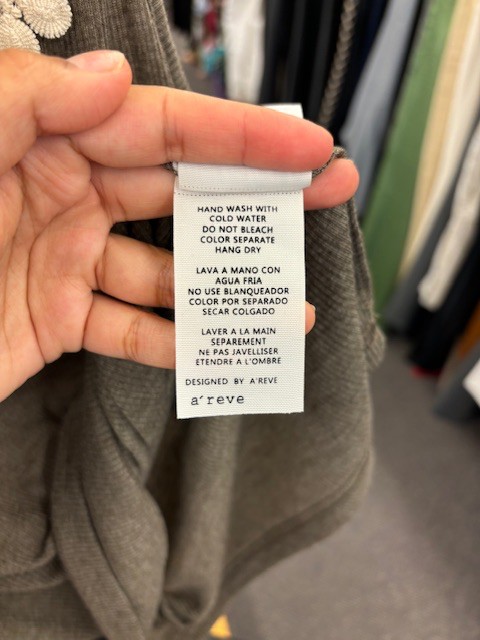 HAND WASH WITH
COLD WATER
DO NOT BLEACH
COLOR SEPARATE
HANG DRY
LAVA A MANO CON
AGUA FRIA
NO USE BLANQUEADOR
COLOR POR SEPARADO
SECAR COLGADO
LAVER A LA MAIN
SEPAREMENT
NE PAS JAVELLISER
ETENDRE A L'OMBRE
DESIGNED BY A'REVE
a'reve